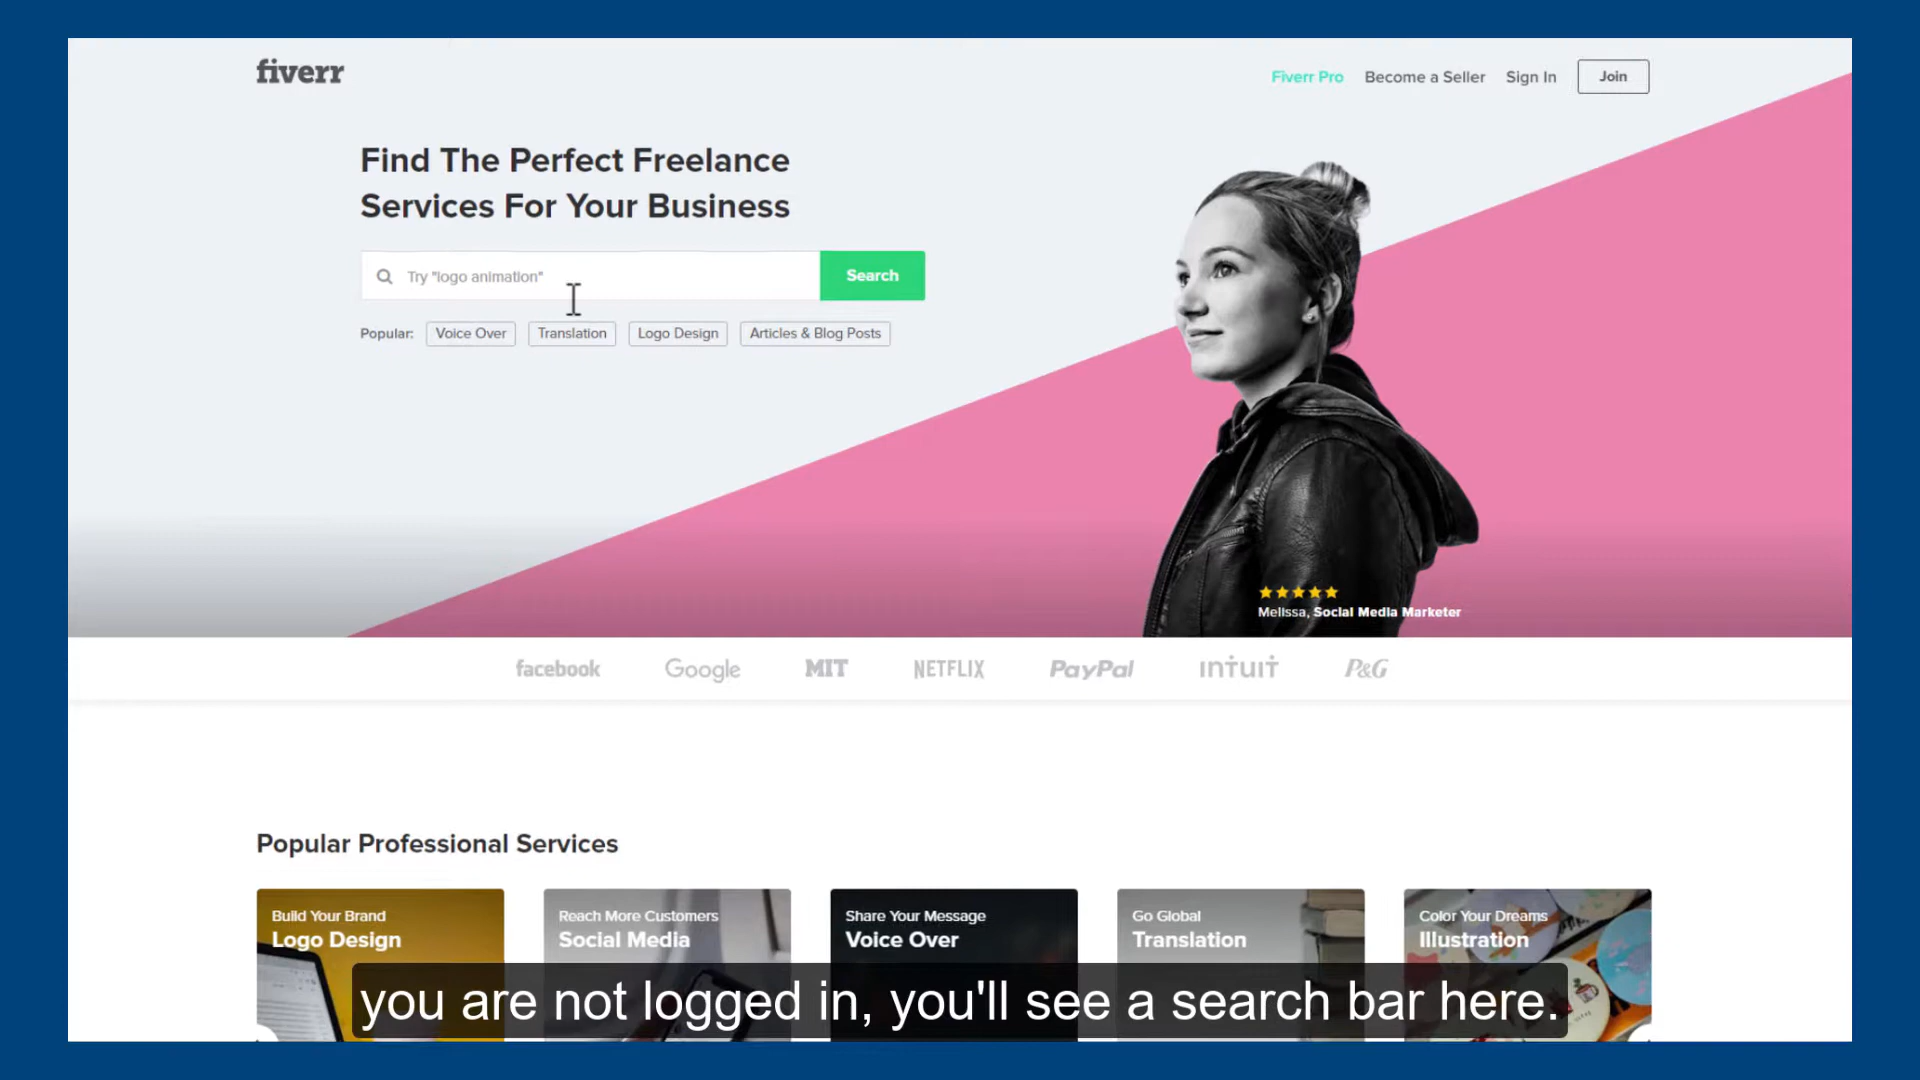 fiverr
Fiverr Pro Become a Seller Sign In Join
Find The Perfect Freelance
Services For Your Business
Try "logo animation" Search
Popular: Voice Over Translation Logo Design Articles & Blog Posts
Melissa, Social Media Marketer
facebook Google MIT NETFLIX PayPal intuit P&G
Popular Professional Services
Build Your Brand
Logo Design
Reach More Customers
Social Media
Share Your Message
Voice Over
Go Global
Translation
Color Your Dreams
Illustration
you are not logged in, you'll see a search bar here.